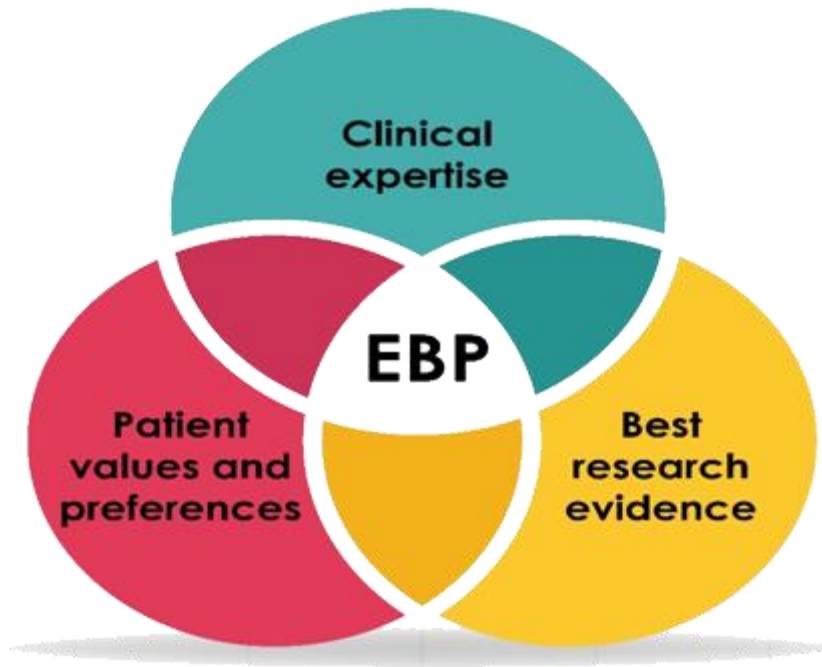 Clinical
expertise
EBP
Patient
values and
preferences
Best
research
evidence